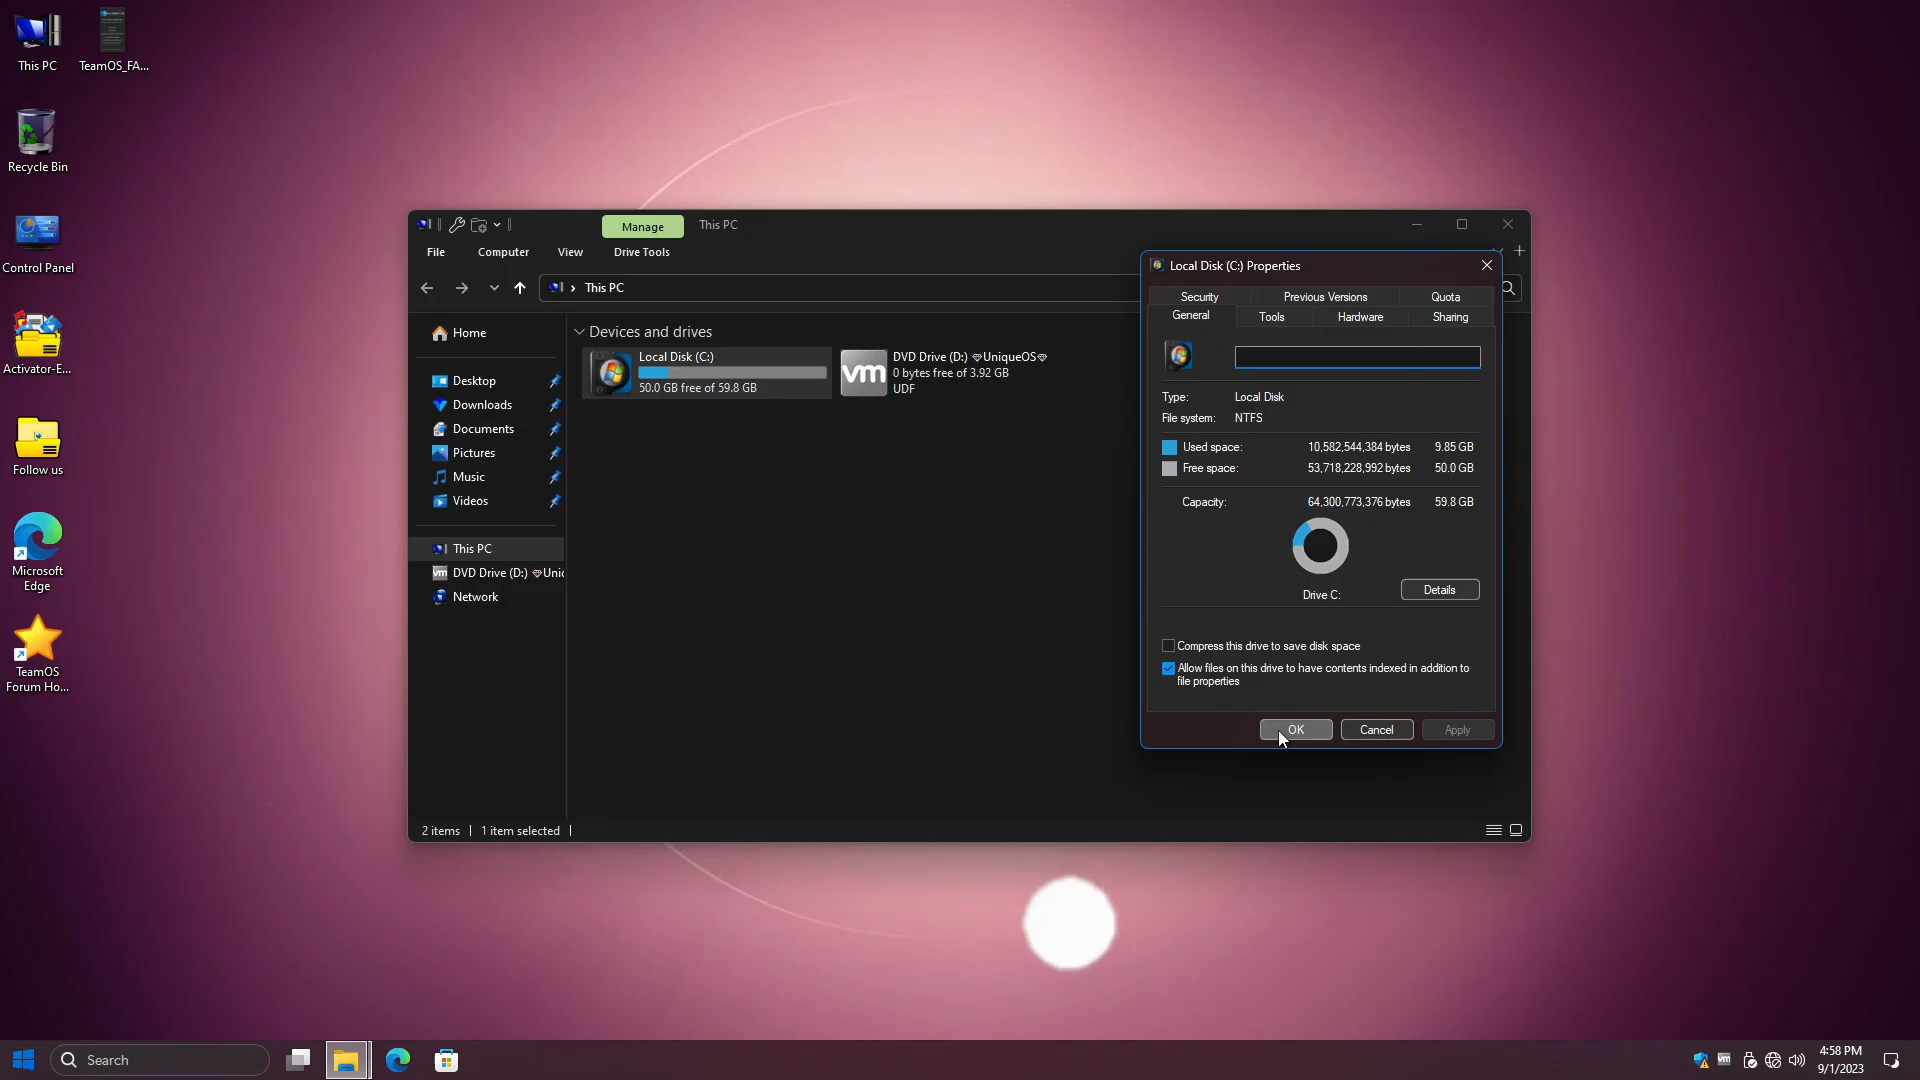 This PC
TeamOS_FA...
Recycle Bin
Control Panel
Activator-E...
Follow us
Microsoft
Edge
TeamOS
Forum Ho...
Manage
This PC
File
Computer
View
Drive Tools
This PC
Home
Desktop
Downloads
Documents
Pictures
Music
Videos
This PC
DVD Drive (D:) 💎Uniq
Network
Devices and drives
Local Disk (C:)
50.0 GB free of 59.8 GB
vm
DVD Drive (D:) 💎UniqueOS💎
0 bytes free of 3.92 GB
UDF
2 items
1 item selected
Local Disk (C:) Properties
Security
Previous Versions
Quota
General
Tools
Hardware
Sharing
Type: Local Disk
File system: NTFS
Used space: 10,582,544,384 bytes 9.85 GB
Free space: 53,718,228,992 bytes 50.0 GB
Capacity: 64,300,773,376 bytes 59.8 GB
Drive C:
Details
Compress this drive to save disk space
Allow files on this drive to have contents indexed in addition to
file properties
OK
Cancel
Apply
Search
4:58 PM
9/1/2023